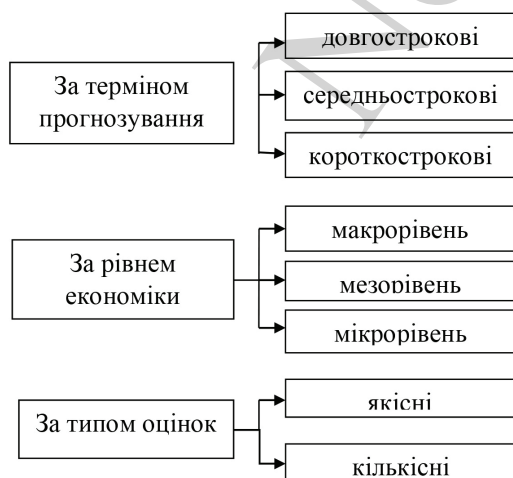 За терміном
прогнозування
довгострокові
середньострокові
короткострокові
За рівнем
економіки
макрорівень
мезорівень
мікрорівень
За типом оцінок
якісні
кількісні